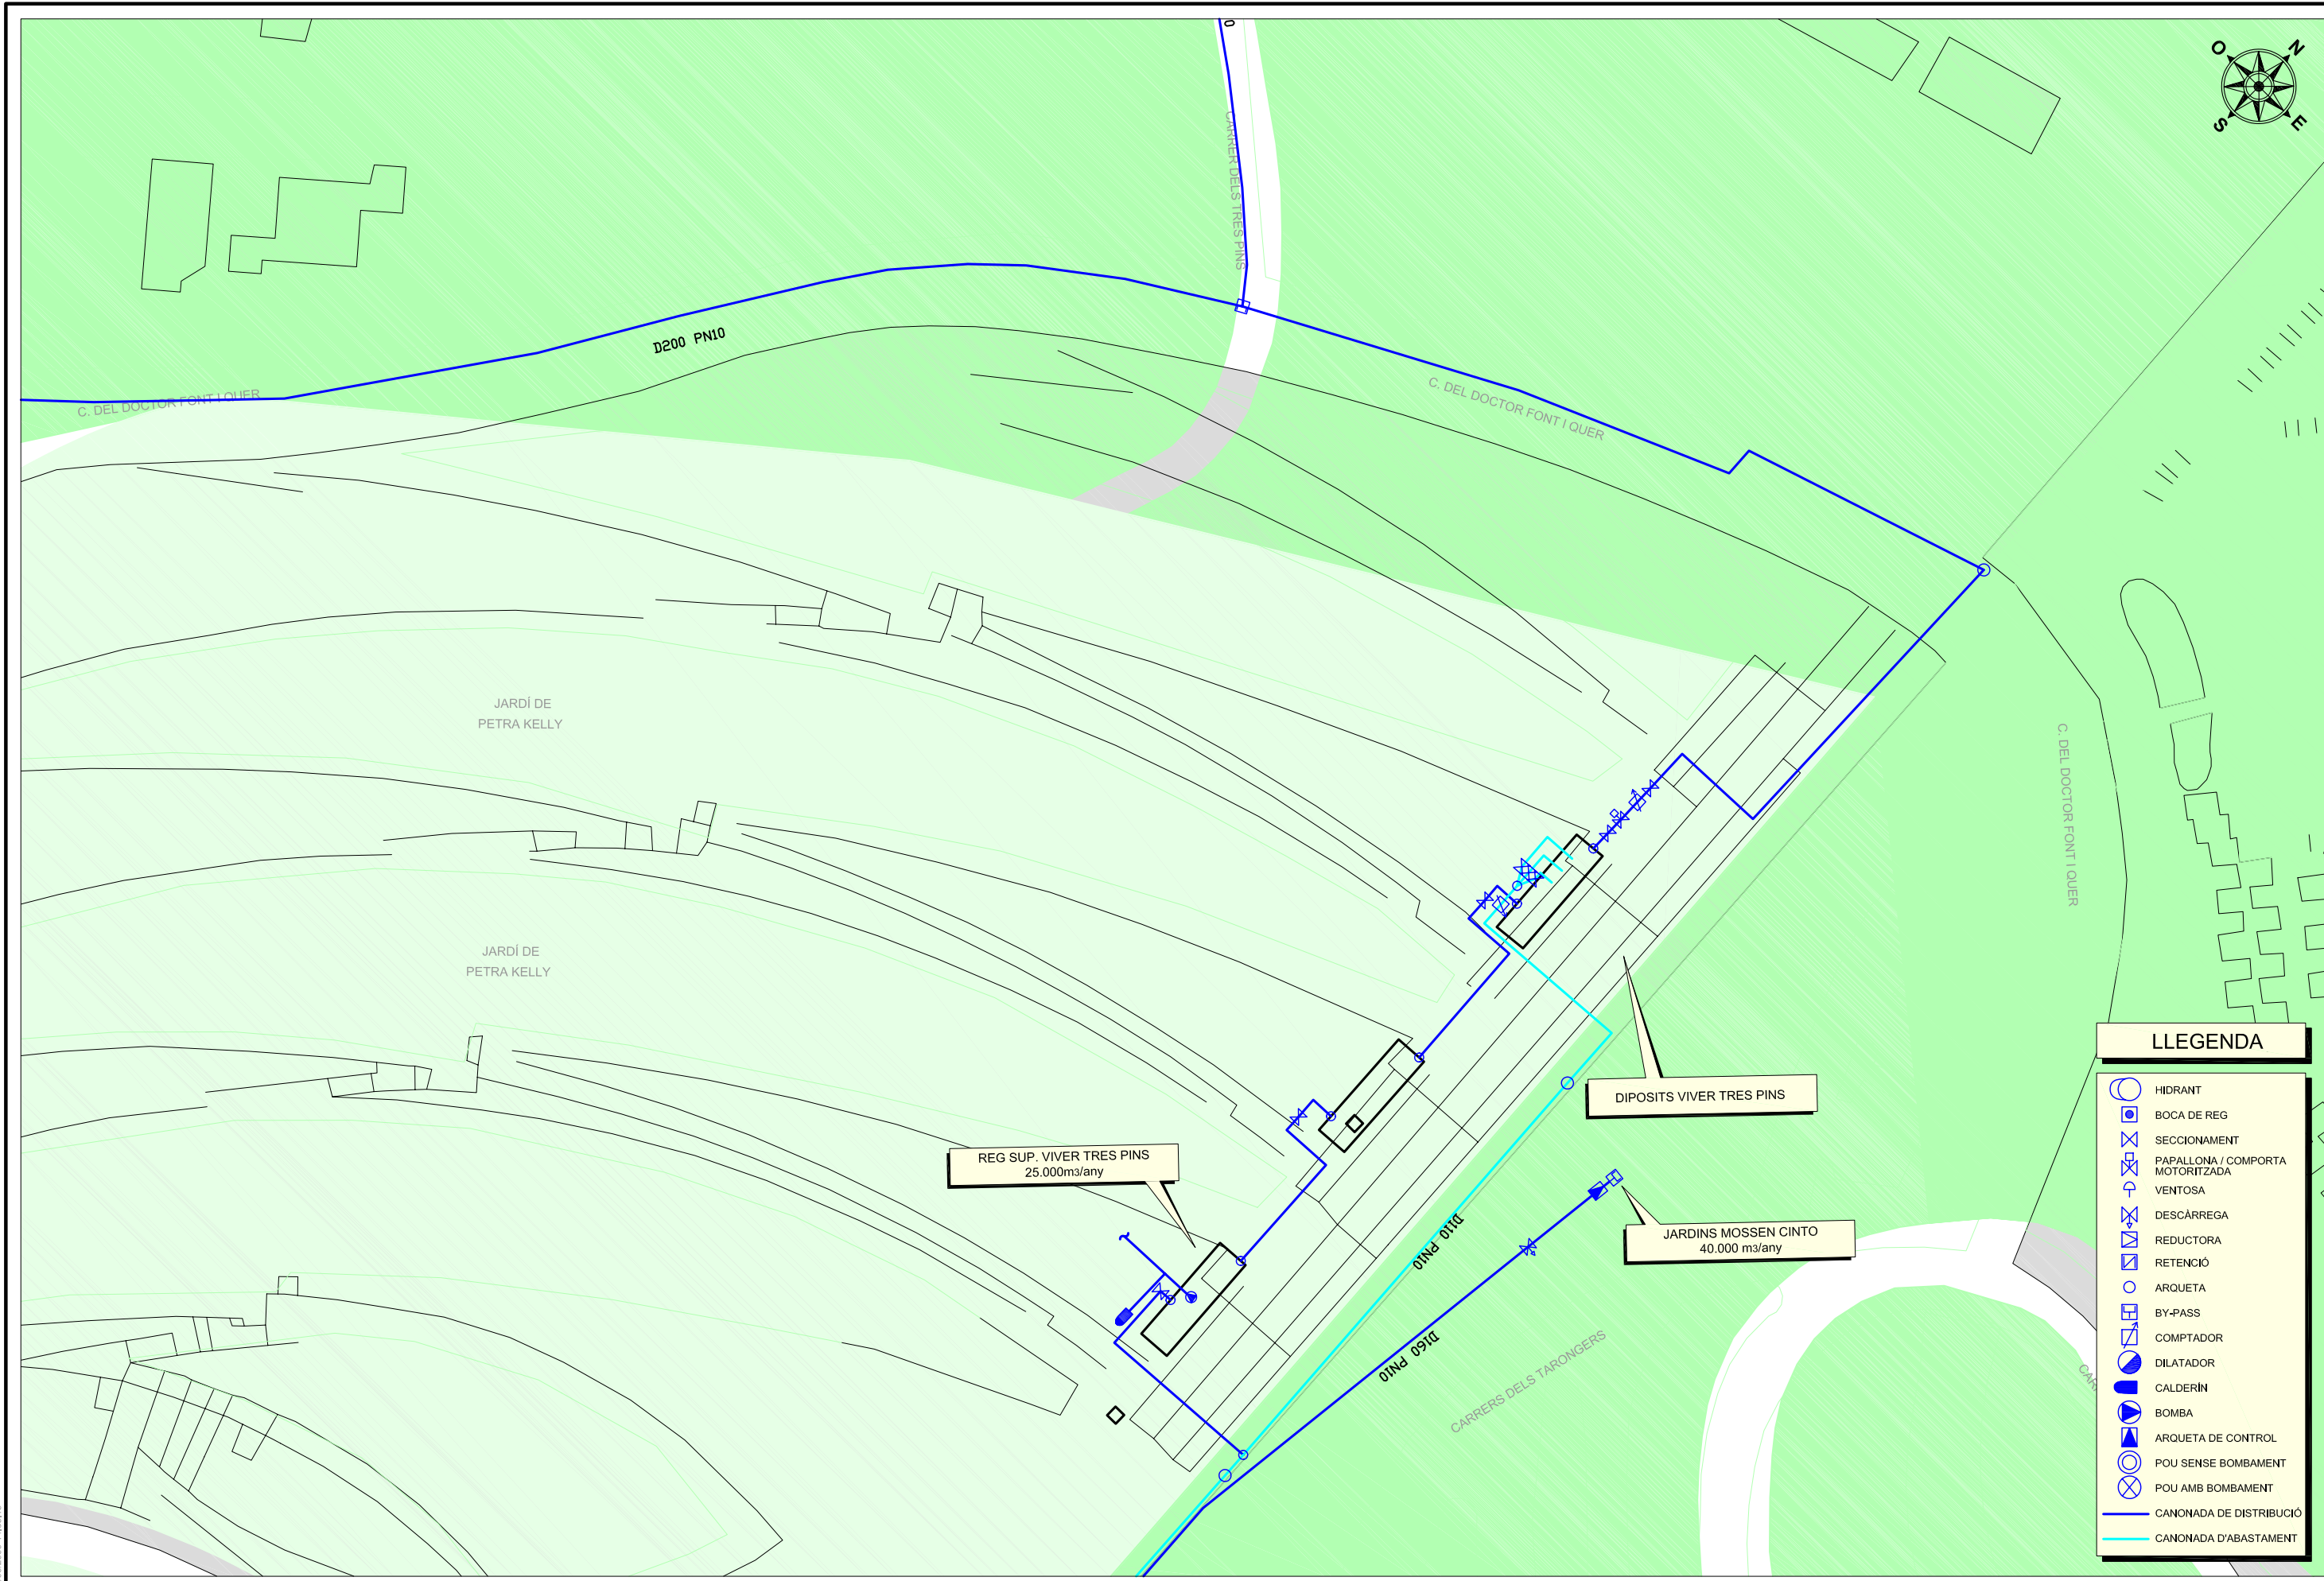 O
N
S
E
CARRER DELS TRES PINS
D200 PN10
C. DEL DOCTOR FONT I QUER
C. DEL DOCTOR FONT I QUER
JARDÍ DE
PETRA KELLY
C. DEL DOCTOR FONT I QUER
JARDÍ DE
PETRA KELLY
DIPOSITS VIVER TRES PINS
REG SUP. VIVER TRES PINS
25.000m3/any
D110 PN10
JARDINS MOSSEN CINTO
40.000 m3/any
D160 PN10
CARRERS DELS TARONGERS
LLEGENDA
HIDRANT
BOCA DE REG
SECCIONAMENT
PAPALLONA / COMPORTA
MOTORITZADA
VENTOSA
DESCÀRREGA
REDUCTORA
RETENCIÓ
ARQUETA
BY-PASS
COMPTADOR
DILATADOR
CALDERÍN
BOMBA
ARQUETA DE CONTROL
POU SENSE BOMBAMENT
POU AMB BOMBAMENT
CANONADA DE DISTRIBUCIÓ
CANONADA D'ABASTAMENT